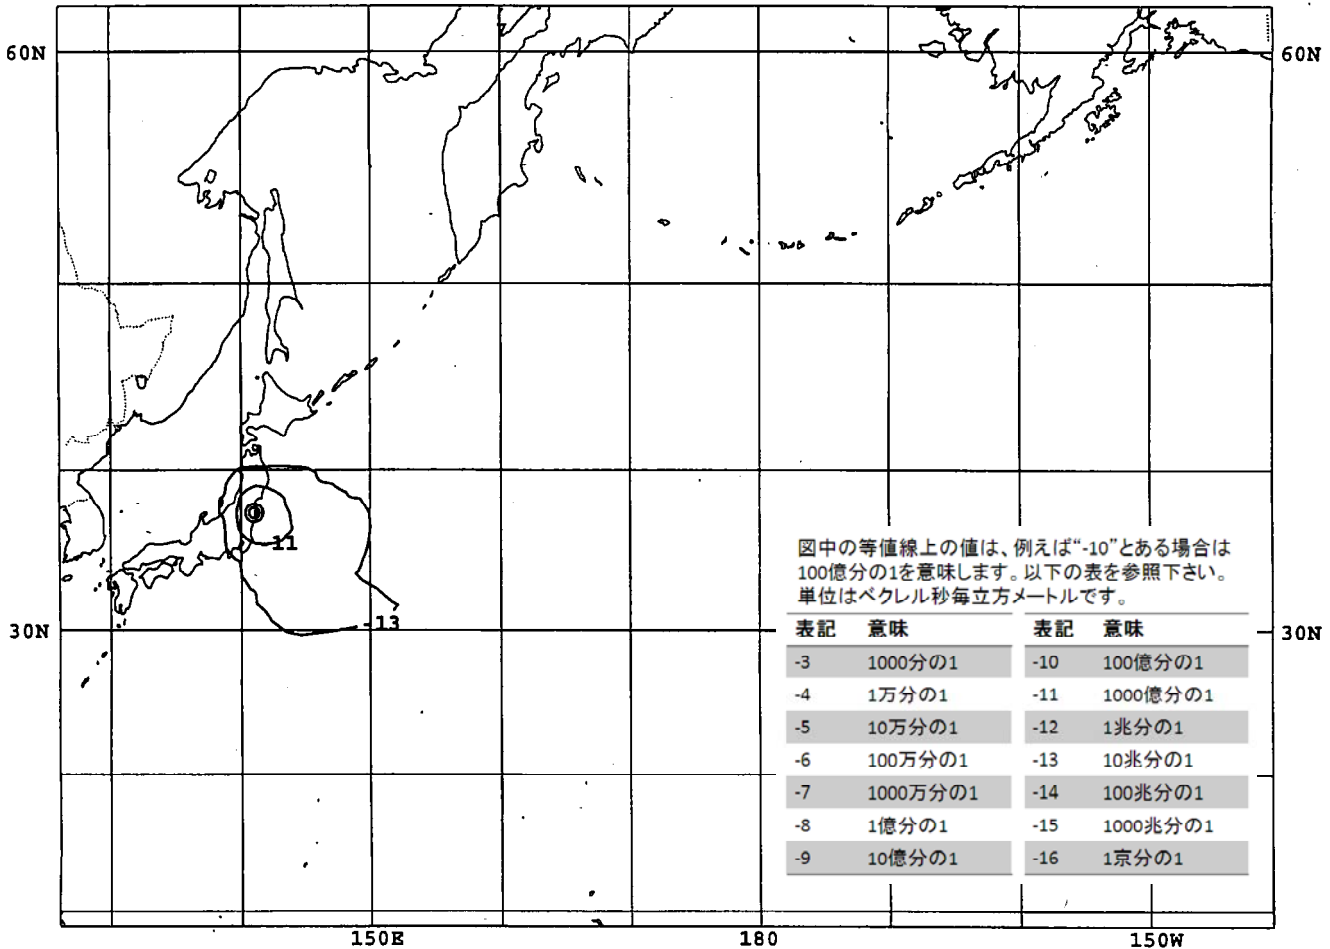 60N
60N
-11
-13
30N
30N
150E
180
150W
図中の等値線上の値は、例えば“-10”とある場合は
100億分の1を意味します。以下の表を参照下さい。
単位はベクレル秒毎立方メートルです。
表記 意味 表記 意味
-3 1000分の1 -10 100億分の1
-4 1万分の1 -11 1000億分の1
-5 10万分の1 -12 1兆分の1
-6 100万分の1 -13 10兆分の1
-7 1000万分の1 -14 100兆分の1
-8 1億分の1 -15 1000兆分の1
-9 10億分の1 -16 1京分の1